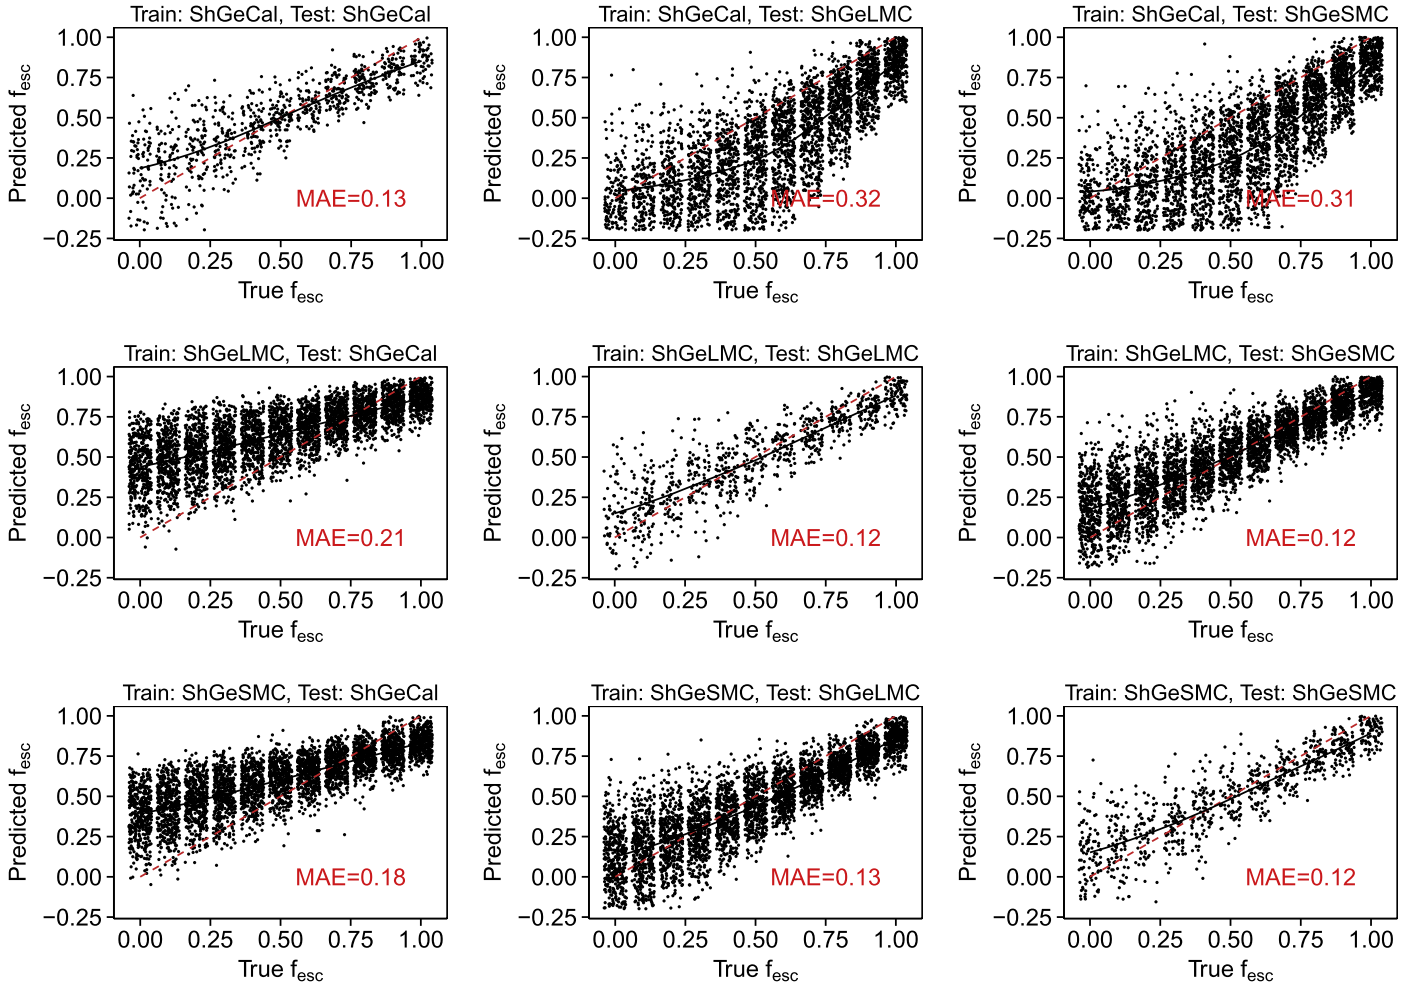 Train: ShGeCal, Test: ShGeCal
1.00
0.75
0.50
0.25
0.00
−0.25
Predicted fesc
MAE=0.13
0.00 0.25 0.50 0.75 1.00
True fesc
Train: ShGeCal, Test: ShGeLMC
1.00
0.75
0.50
0.25
0.00
−0.25
Predicted fesc
MAE=0.32
0.00 0.25 0.50 0.75 1.00
True fesc
Train: ShGeCal, Test: ShGeSMC
1.00
0.75
0.50
0.25
0.00
−0.25
Predicted fesc
MAE=0.31
0.00 0.25 0.50 0.75 1.00
True fesc
Train: ShGeLMC, Test: ShGeCal
1.00
0.75
0.50
0.25
0.00
−0.25
Predicted fesc
MAE=0.21
0.00 0.25 0.50 0.75 1.00
True fesc
Train: ShGeLMC, Test: ShGeLMC
1.00
0.75
0.50
0.25
0.00
−0.25
Predicted fesc
MAE=0.12
0.00 0.25 0.50 0.75 1.00
True fesc
Train: ShGeLMC, Test: ShGeSMC
1.00
0.75
0.50
0.25
0.00
−0.25
Predicted fesc
MAE=0.12
0.00 0.25 0.50 0.75 1.00
True fesc
Train: ShGeSMC, Test: ShGeCal
1.00
0.75
0.50
0.25
0.00
−0.25
Predicted fesc
MAE=0.18
0.00 0.25 0.50 0.75 1.00
True fesc
Train: ShGeSMC, Test: ShGeLMC
1.00
0.75
0.50
0.25
0.00
−0.25
Predicted fesc
MAE=0.13
0.00 0.25 0.50 0.75 1.00
True fesc
Train: ShGeSMC, Test: ShGeSMC
1.00
0.75
0.50
0.25
0.00
−0.25
Predicted fesc
MAE=0.12
0.00 0.25 0.50 0.75 1.00
True fesc